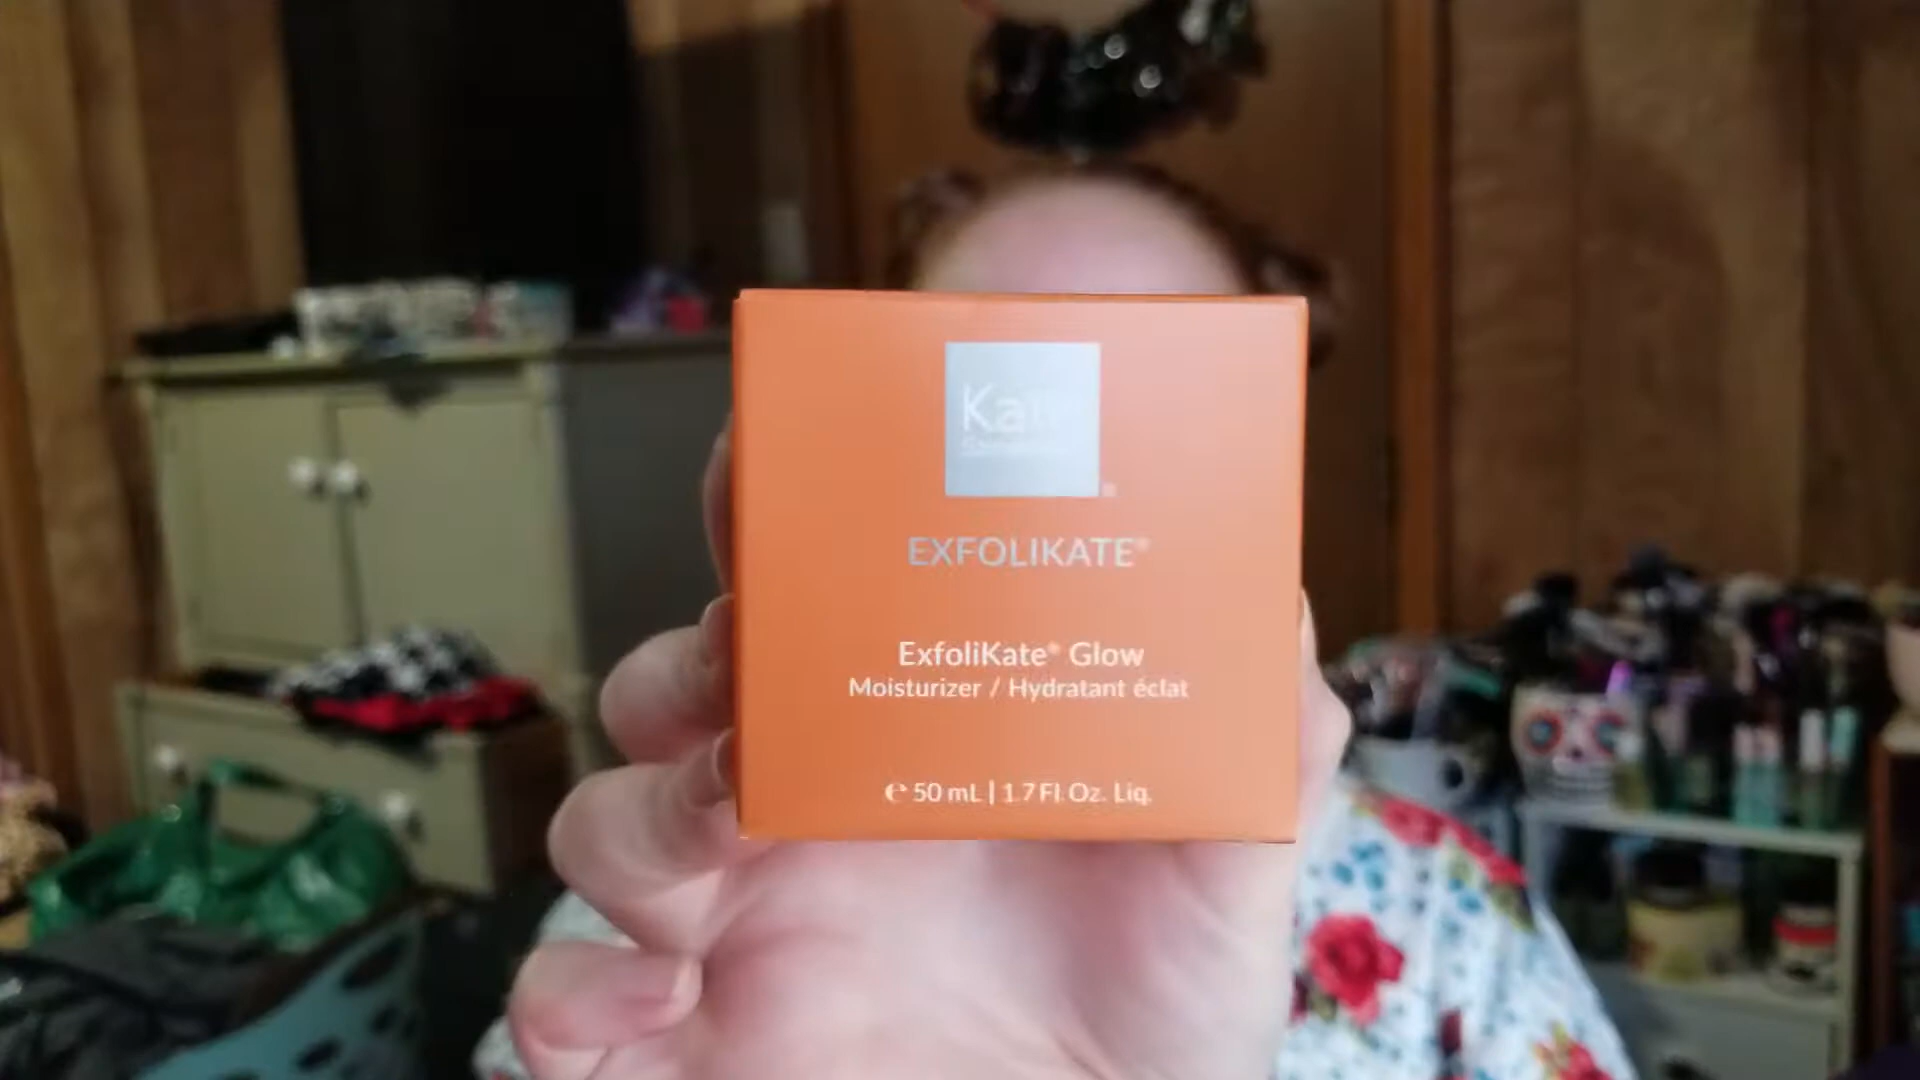 EXFOLIKATE®
ExfoliKate® Glow
Moisturizer / Hydratant éclat
℮ 50 mL | 1.7 Fl. Oz. Liq.